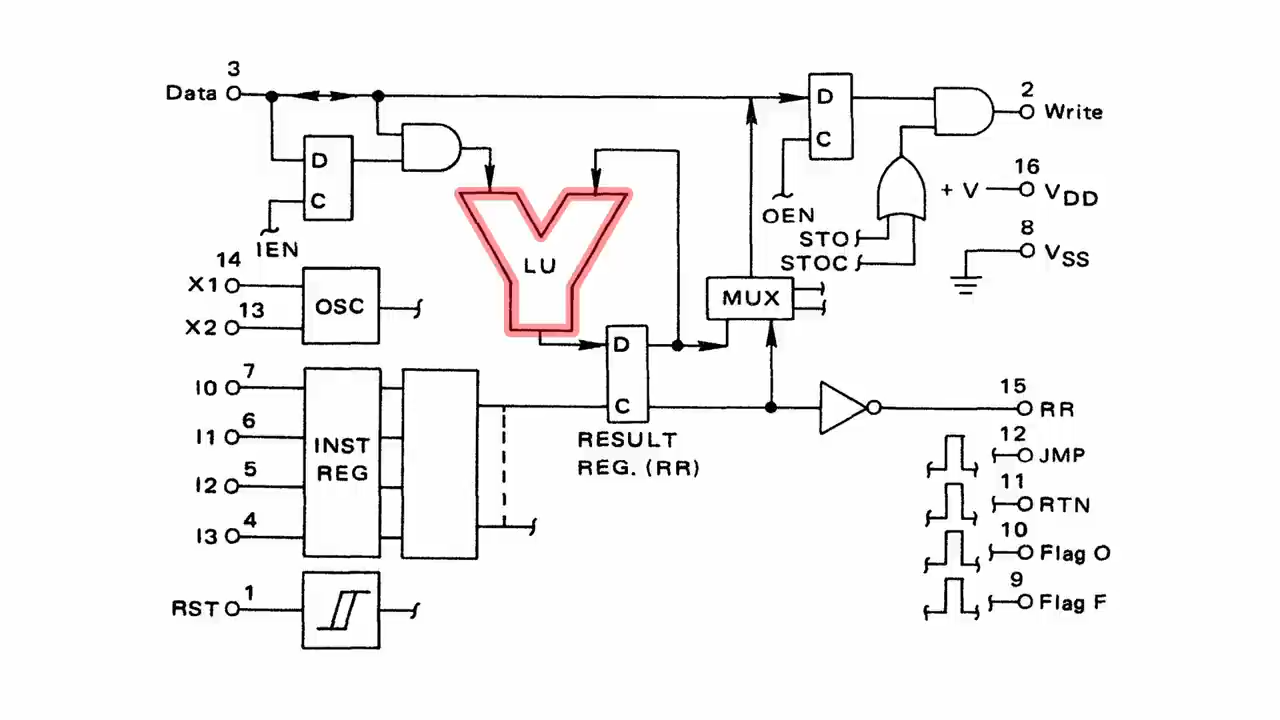 3
Data
D
C
IEN
14
X1
13
X2
OSC
LU
7
I0
6
I1
5
I2
4
I3
INST
REG
1
RST
D
C
RESULT
REG. (RR)
MUX
D
C
OEN
STO
STOC
2
Write
+ V
16
VDD
8
VSS
15
RR
12
JMP
11
RTN
10
Flag O
9
Flag F